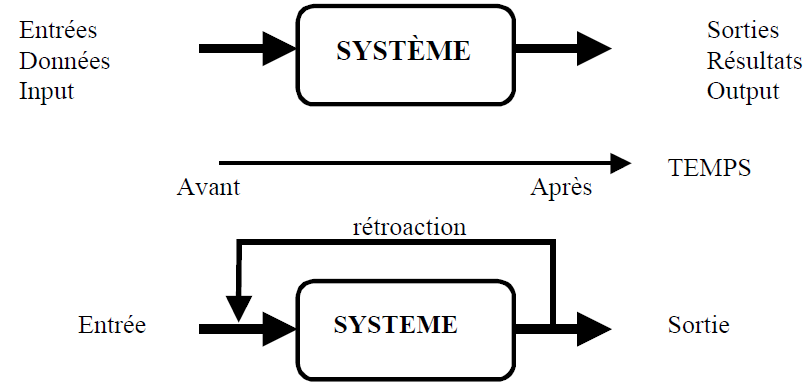 Entrées
Données
Input
SYSTÈME
Sorties
Résultats
Output
Avant
Après
TEMPS
rétroaction
Entrée
SYSTEME
Sortie